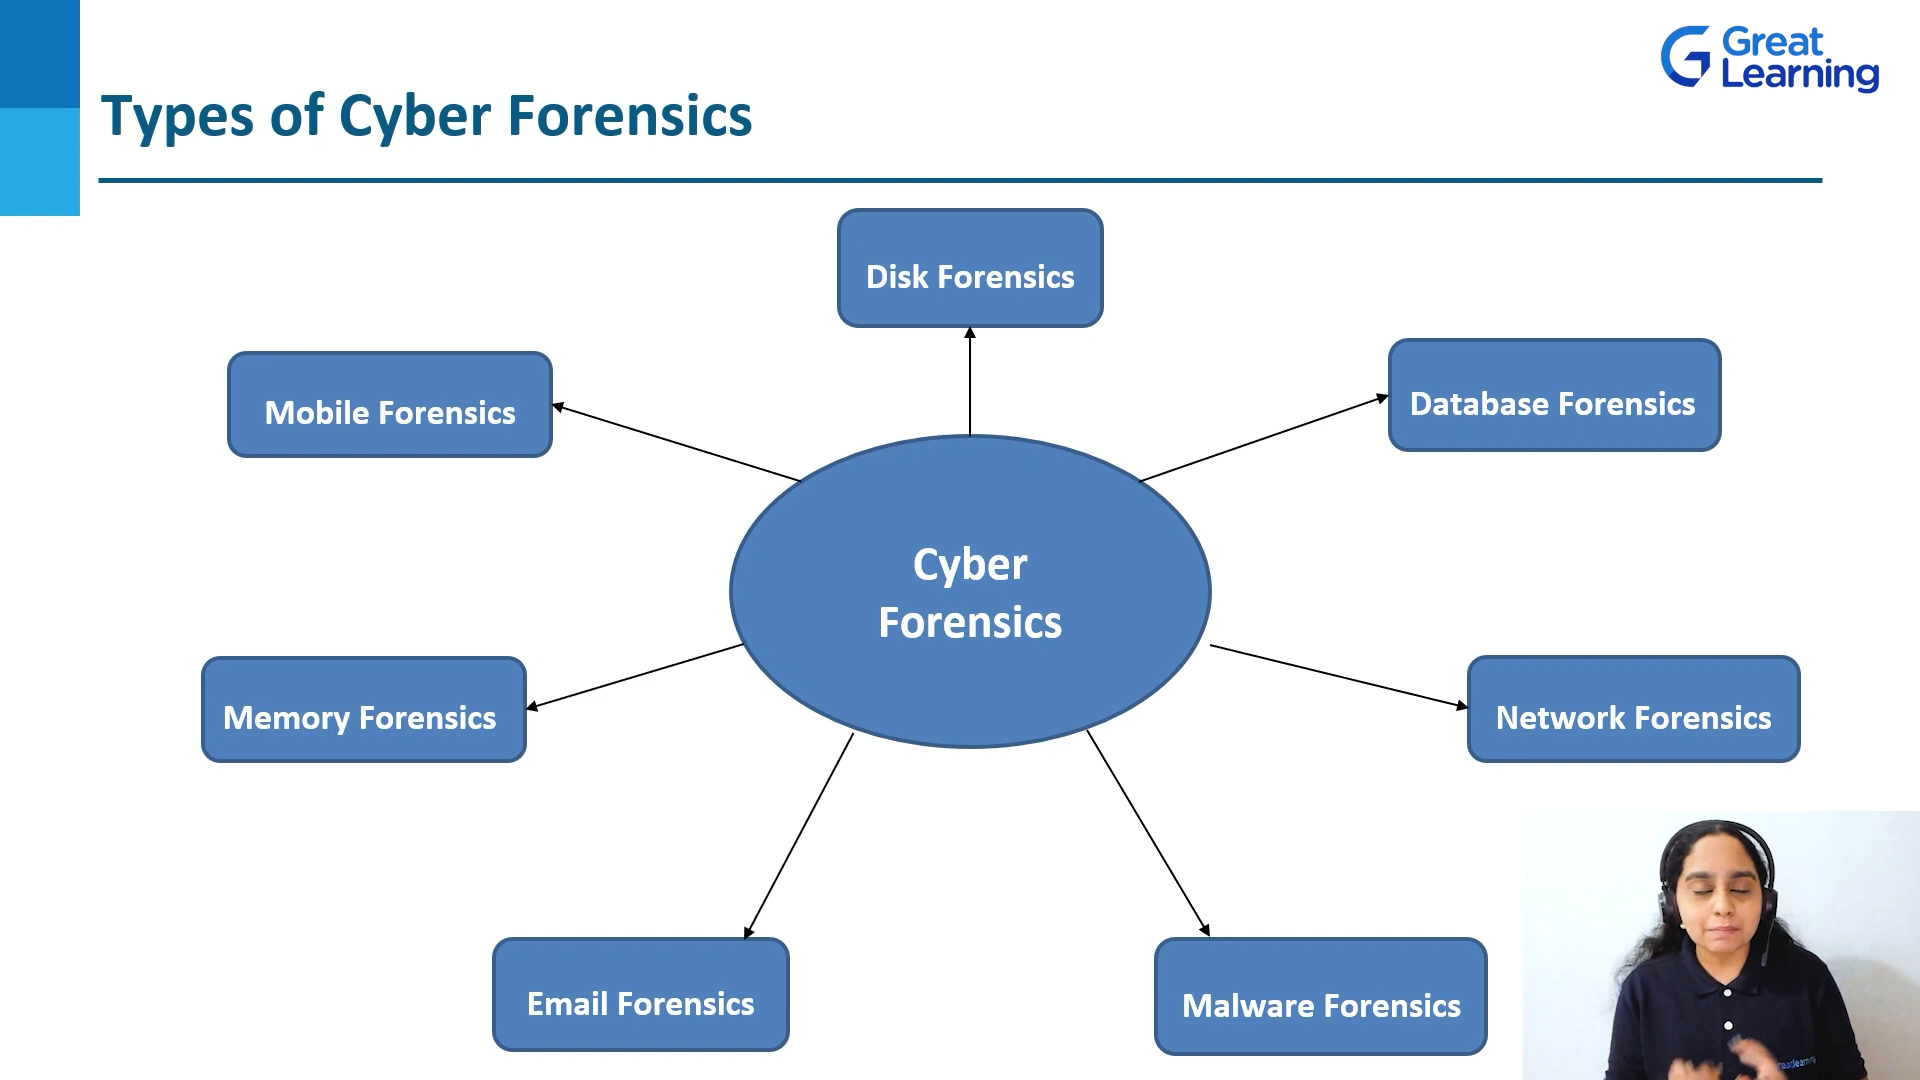 Great
Learning
Types of Cyber Forensics
Disk Forensics
Mobile Forensics
Database Forensics
Cyber
Forensics
Memory Forensics
Network Forensics
Email Forensics
Malware Forensics